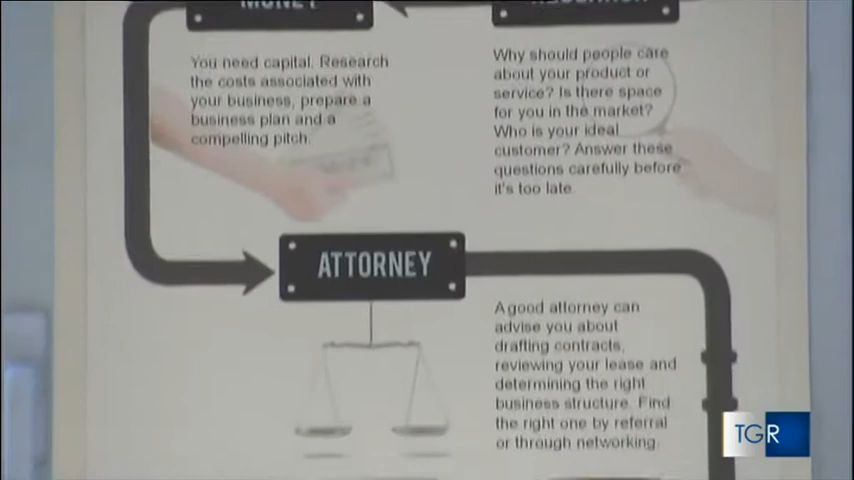 MONEY
You need capital. Research
the costs associated with
your business, prepare a
business plan and a
compelling pitch.
RESEARCH
Why should people care
about your product or
service? Is there space
for you in the market?
Who is your ideal
customer? Answer these
questions carefully before
it's too late.
ATTORNEY
A good attorney can
advise you about
drafting contracts,
reviewing your lease and
determining the right
business structure. Find
the right one by referral
or through networking.
TGR